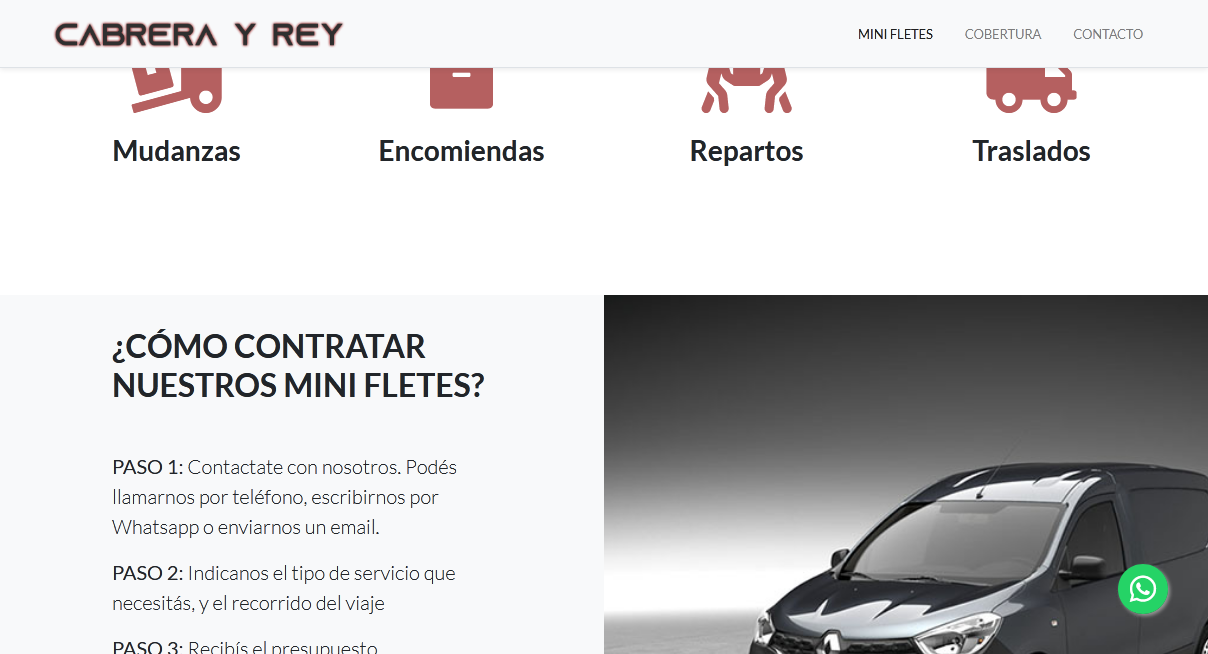 CABRERA Y REY
MINI FLETES
COBERTURA
CONTACTO
Mudanzas
Encomiendas
Repartos
Traslados
¿CÓMO CONTRATAR
NUESTROS MINI FLETES?
PASO 1: Contactate con nosotros. Podés
llamarnos por teléfono, escribirnos por
Whatsapp o enviarnos un email.
PASO 2: Indicanos el tipo de servicio que
necesitás, y el recorrido del viaje
PASO 3: Recibís el presupuesto